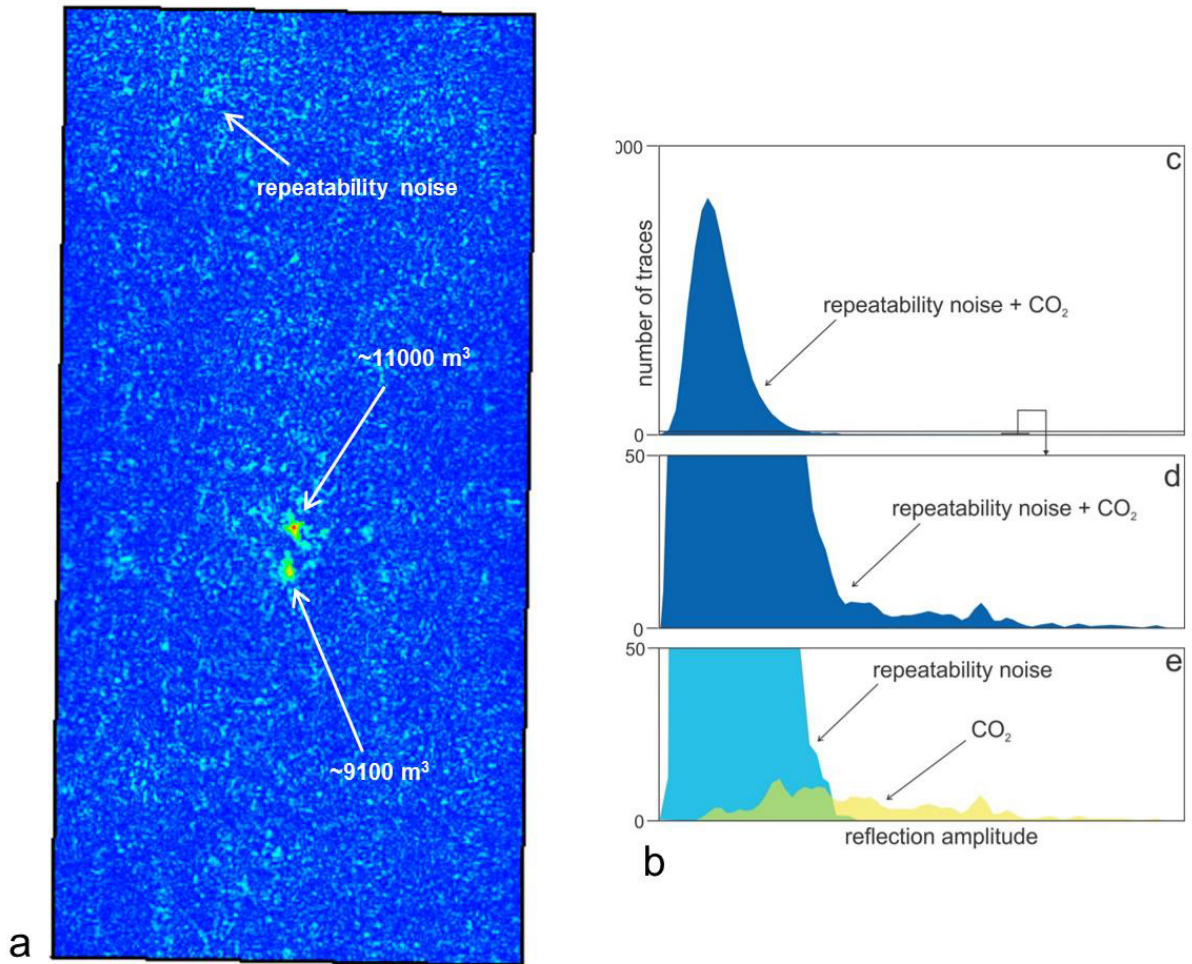 repeatability noise
~11000 m³
~9100 m³
a
000
c
number of traces
repeatability noise + CO₂
0
50
d
repeatability noise + CO₂
0
50
e
repeatability noise
CO₂
0
reflection amplitude
b